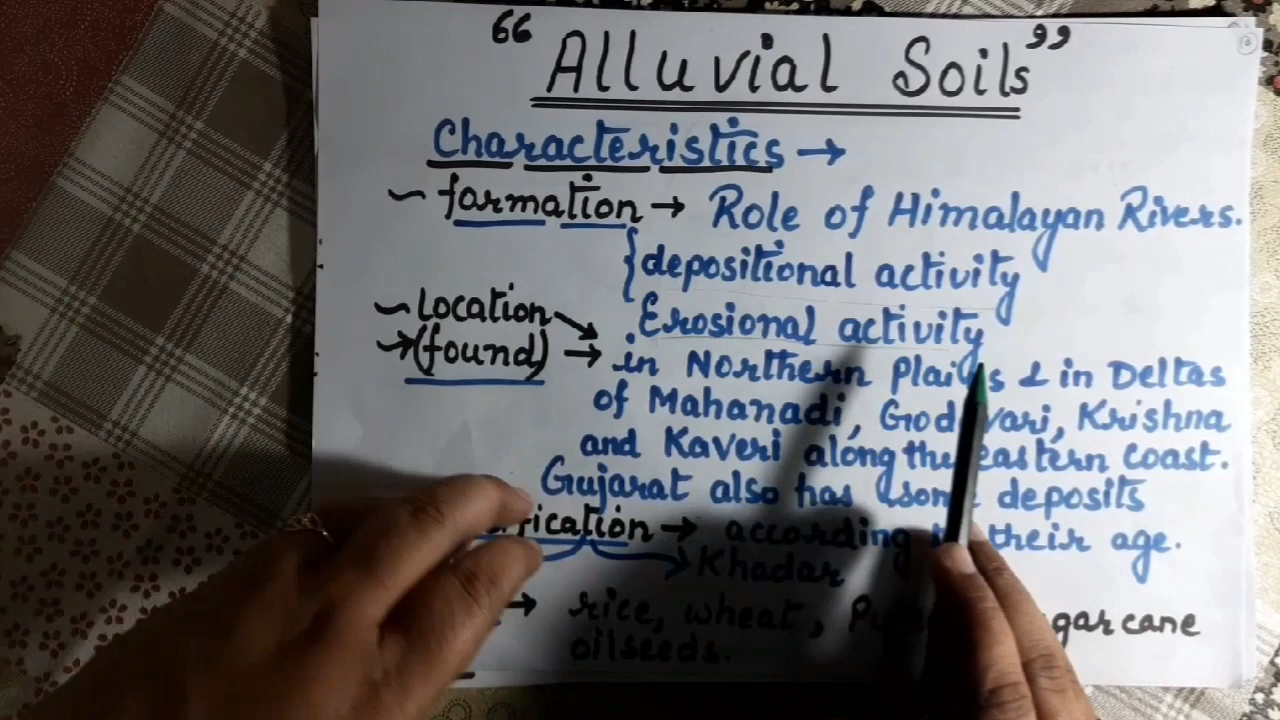 “Alluvial Soils”
Characteristics →
~ formation → Role of Himalayan Rivers.
{depositional activity
~ Location Erosional activity
→ (found) → in Northern Plains & in Deltas
of Mahanadi, Godavari, Krishna
and Kaveri along the eastern coast.
Gujarat also has some deposits
→ according their age.
Khadar
→ rice, wheat,
oilseeds.